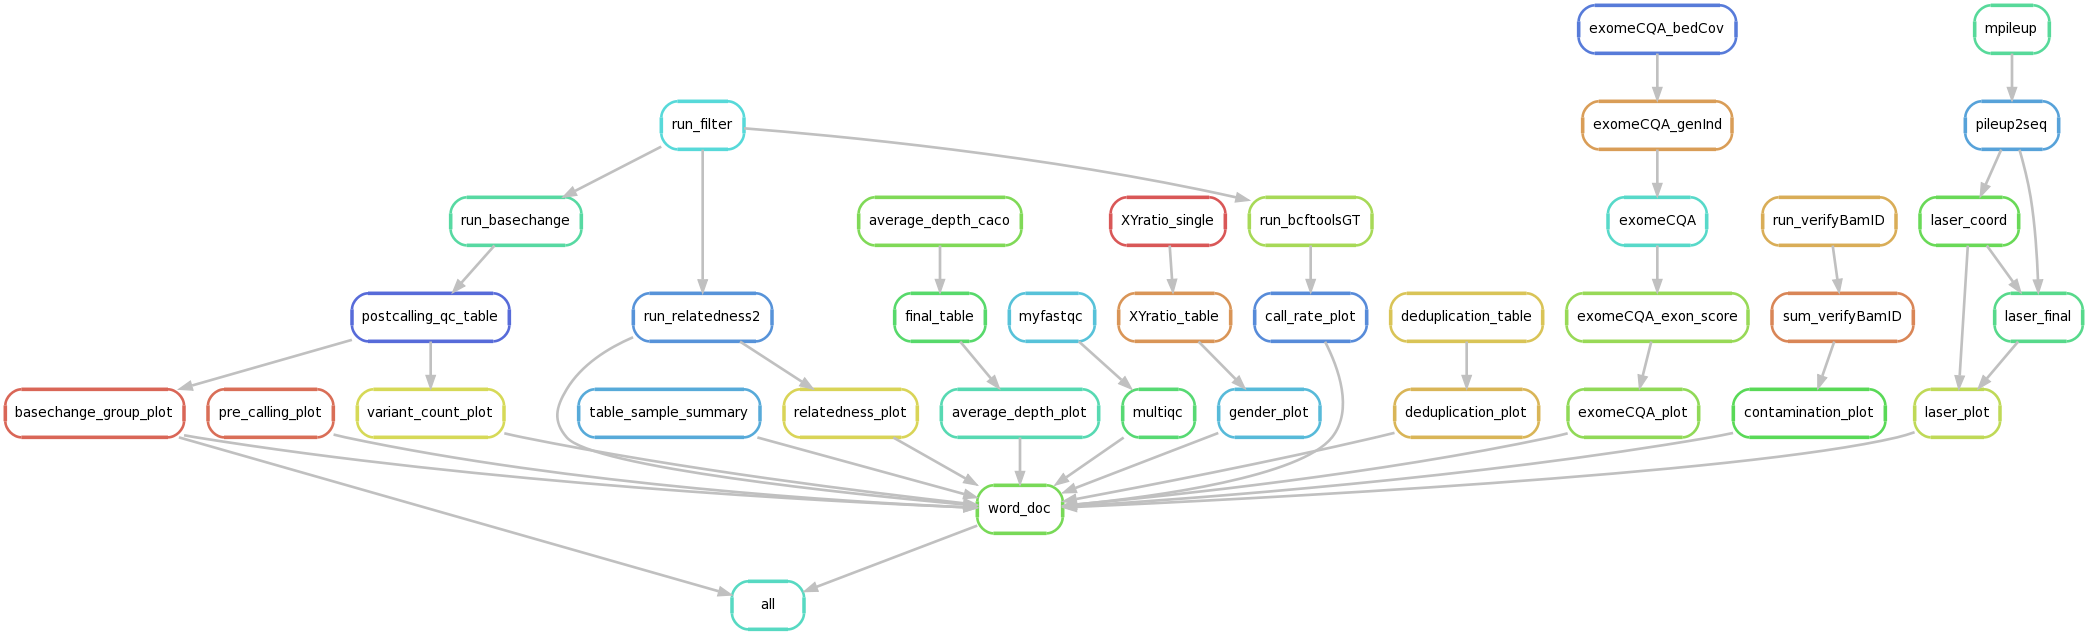 exomeCQA_bedCov
mpileup
run_filter
exomeCQA_genInd
pileup2seq
run_basechange
average_depth_caco
XYratio_single
run_bcftoolsGT
exomeCQA
run_verifyBamID
laser_coord
postcalling_qc_table
run_relatedness2
final_table
myfastqc
XYratio_table
call_rate_plot
deduplication_table
exomeCQA_exon_score
sum_verifyBamID
laser_final
basechange_group_plot
pre_calling_plot
variant_count_plot
table_sample_summary
relatedness_plot
average_depth_plot
multiqc
gender_plot
deduplication_plot
exomeCQA_plot
contamination_plot
laser_plot
word_doc
all